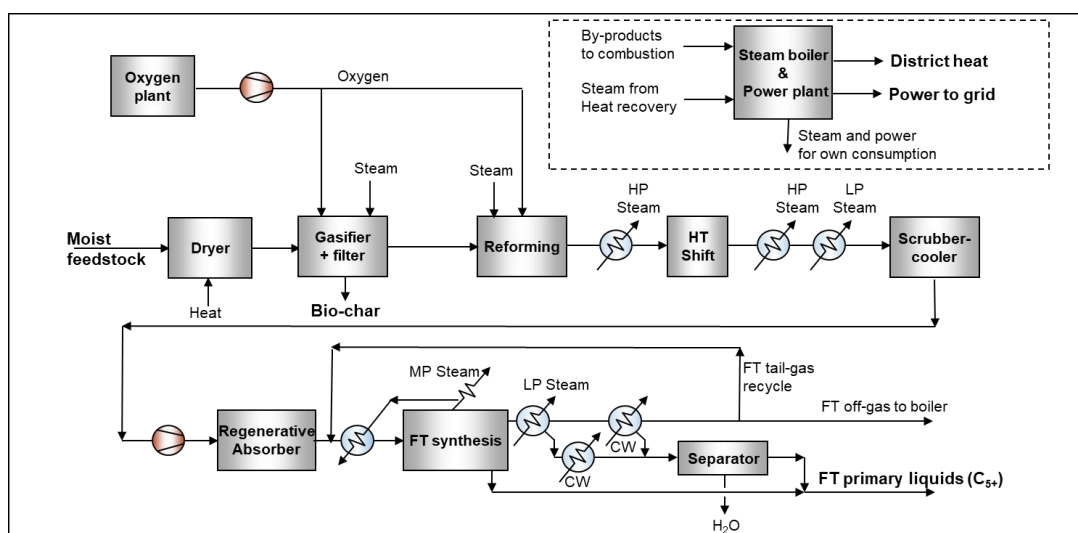 By-products
to combustion
Steam from
Heat recovery
Steam boiler
&
Power plant
District heat
Power to grid
Steam and power
for own consumption
Oxygen
plant
Oxygen
Steam
Steam
HP
Steam
HP
Steam
LP
Steam
Moist
feedstock
Dryer
Gasifier
+ filter
Reforming
HT
Shift
Scrubber-
cooler
Heat
Bio-char
MP Steam
LP Steam
FT tail-gas
recycle
FT off-gas to boiler
Regenerative
Absorber
FT synthesis
CW
CW
Separator
FT primary liquids (C5+)
H2O